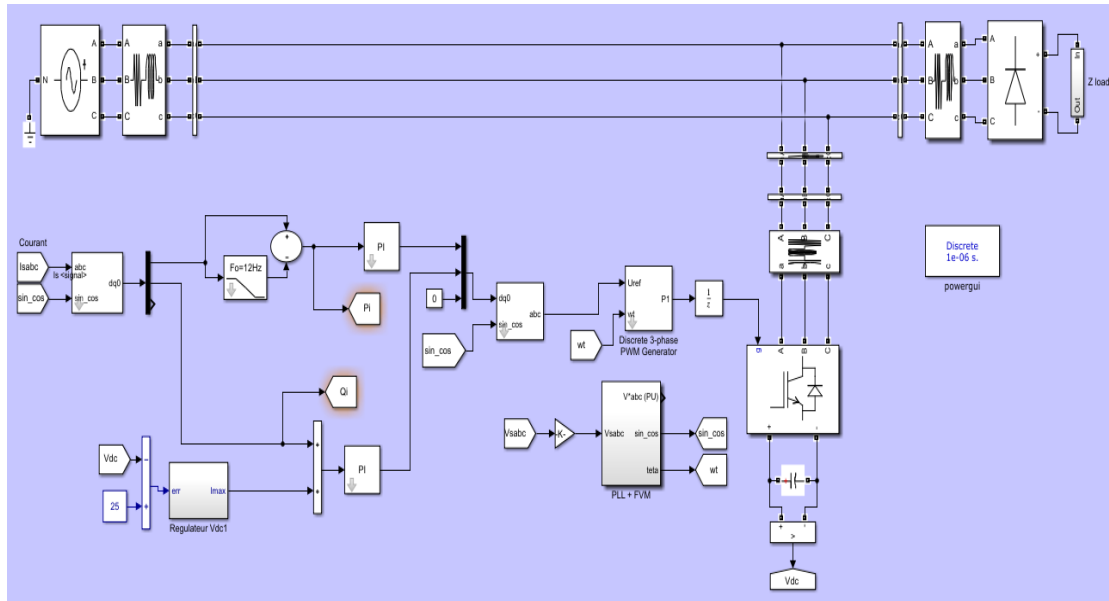 A
a
A
a
A
N
B
b
B
b
B
C
c
C
c
C
+
-
In
Out
Z load
A
B
C
a
b
c
Discrete
1e-06 s.
powergui
Courant
Isabc
abc
Is <signal>
sin_cos
sin_cos
dq0
Fo=12Hz
+
-
PI
Pi
0
dq0
sin_cos
abc
sin_cos
Uref
wt
P1
Discrete 3-phase
PWM Generator
wt
1
z
g
A
B
C
+
-
Qi
PI
Vdc
25
−
+
err
Imax
Regulateur Vdc1
+
+
Vsabc
-K-
Vsabc
V*abc (PU)
sin_cos
teta
PLL + FVM
sin_cos
wt
+
-
Vdc